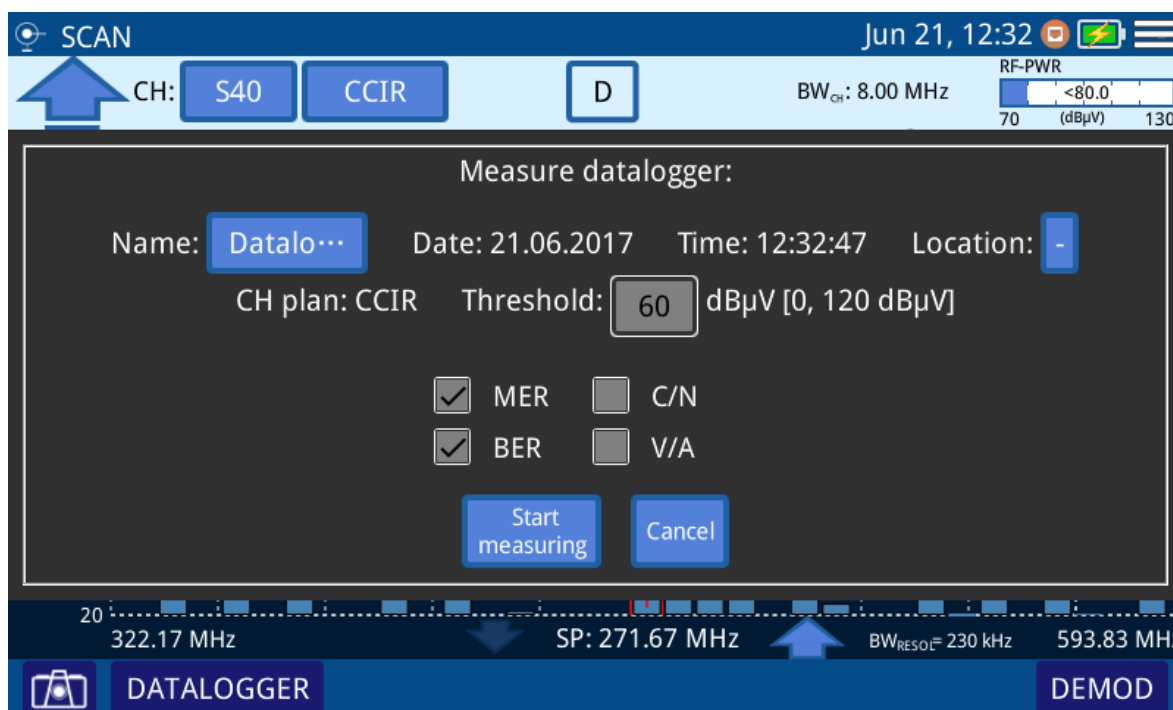 SCAN Jun 21, 12:32
CH: S40 CCIR D BWCH: 8.00 MHz
RF-PWR
<80.0
70 (dBµV) 130
Measure datalogger:
Name: Datalo··· Date: 21.06.2017 Time: 12:32:47 Location: -
CH plan: CCIR Threshold: 60 dBµV [0, 120 dBµV]
MER C/N
BER V/A
Start
measuring
Cancel
20
322.17 MHz SP: 271.67 MHz BWRESOL= 230 kHz 593.83 MHz
DATALOGGER DEMOD